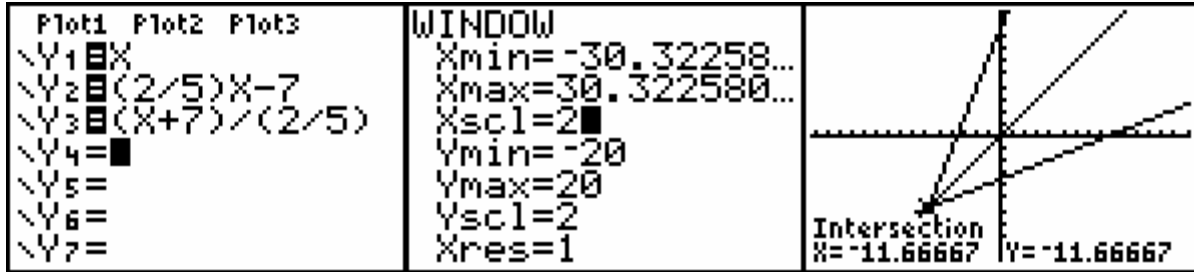 Plot1 Plot2 Plot3
\Y1=X
\Y2=(2/5)X-7
\Y3=(X+7)/(2/5)
\Y4=
\Y5=
\Y6=
\Y7=
WINDOW
Xmin=-30.32258...
Xmax=30.322580...
Xscl=2
Ymin=-20
Ymax=20
Yscl=2
Xres=1
Intersection
X=-11.66667 Y=-11.66667